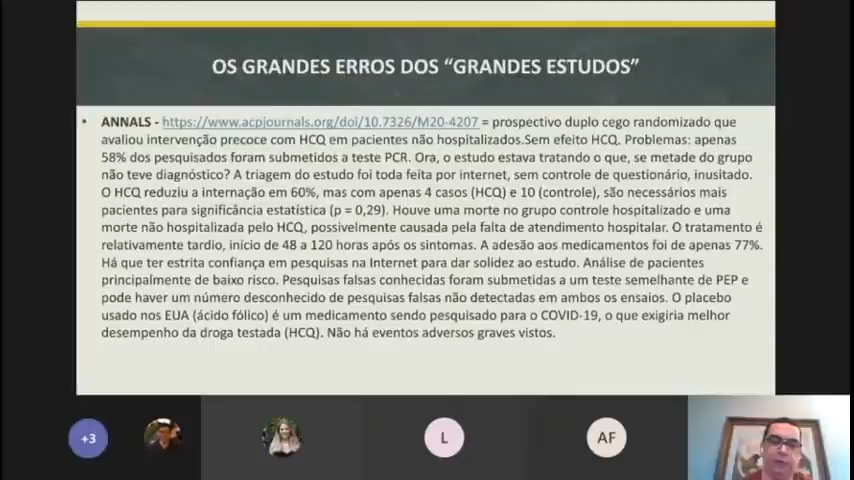 OS GRANDES ERROS DOS “GRANDES ESTUDOS”
• ANNALS - https://www.acpjournals.org/doi/10.7326/M20-4207 = prospectivo duplo cego randomizado que
avaliou intervenção precoce com HCQ em pacientes não hospitalizados.Sem efeito HCQ. Problemas: apenas
58% dos pesquisados foram submetidos a teste PCR. Ora, o estudo estava tratando o que, se metade do grupo
não teve diagnóstico? A triagem do estudo foi toda feita por internet, sem controle de questionário, inusitado.
O HCQ reduziu a internação em 60%, mas com apenas 4 casos (HCQ) e 10 (controle), são necessários mais
pacientes para significância estatística (p = 0,29). Houve uma morte no grupo controle hospitalizado e uma
morte não hospitalizada pelo HCQ, possivelmente causada pela falta de atendimento hospitalar. O tratamento é
relativamente tardio, início de 48 a 120 horas após os sintomas. A adesão aos medicamentos foi de apenas 77%.
Há que ter estrita confiança em pesquisas na Internet para dar solidez ao estudo. Análise de pacientes
principalmente de baixo risco. Pesquisas falsas conhecidas foram submetidas a um teste semelhante de PEP e
pode haver um número desconhecido de pesquisas falsas não detectadas em ambos os ensaios. O placebo
usado nos EUA (ácido fólico) é um medicamento sendo pesquisado para o COVID-19, o que exigiria melhor
desempenho da droga testada (HCQ). Não há eventos adversos graves vistos.
+3
L
AF